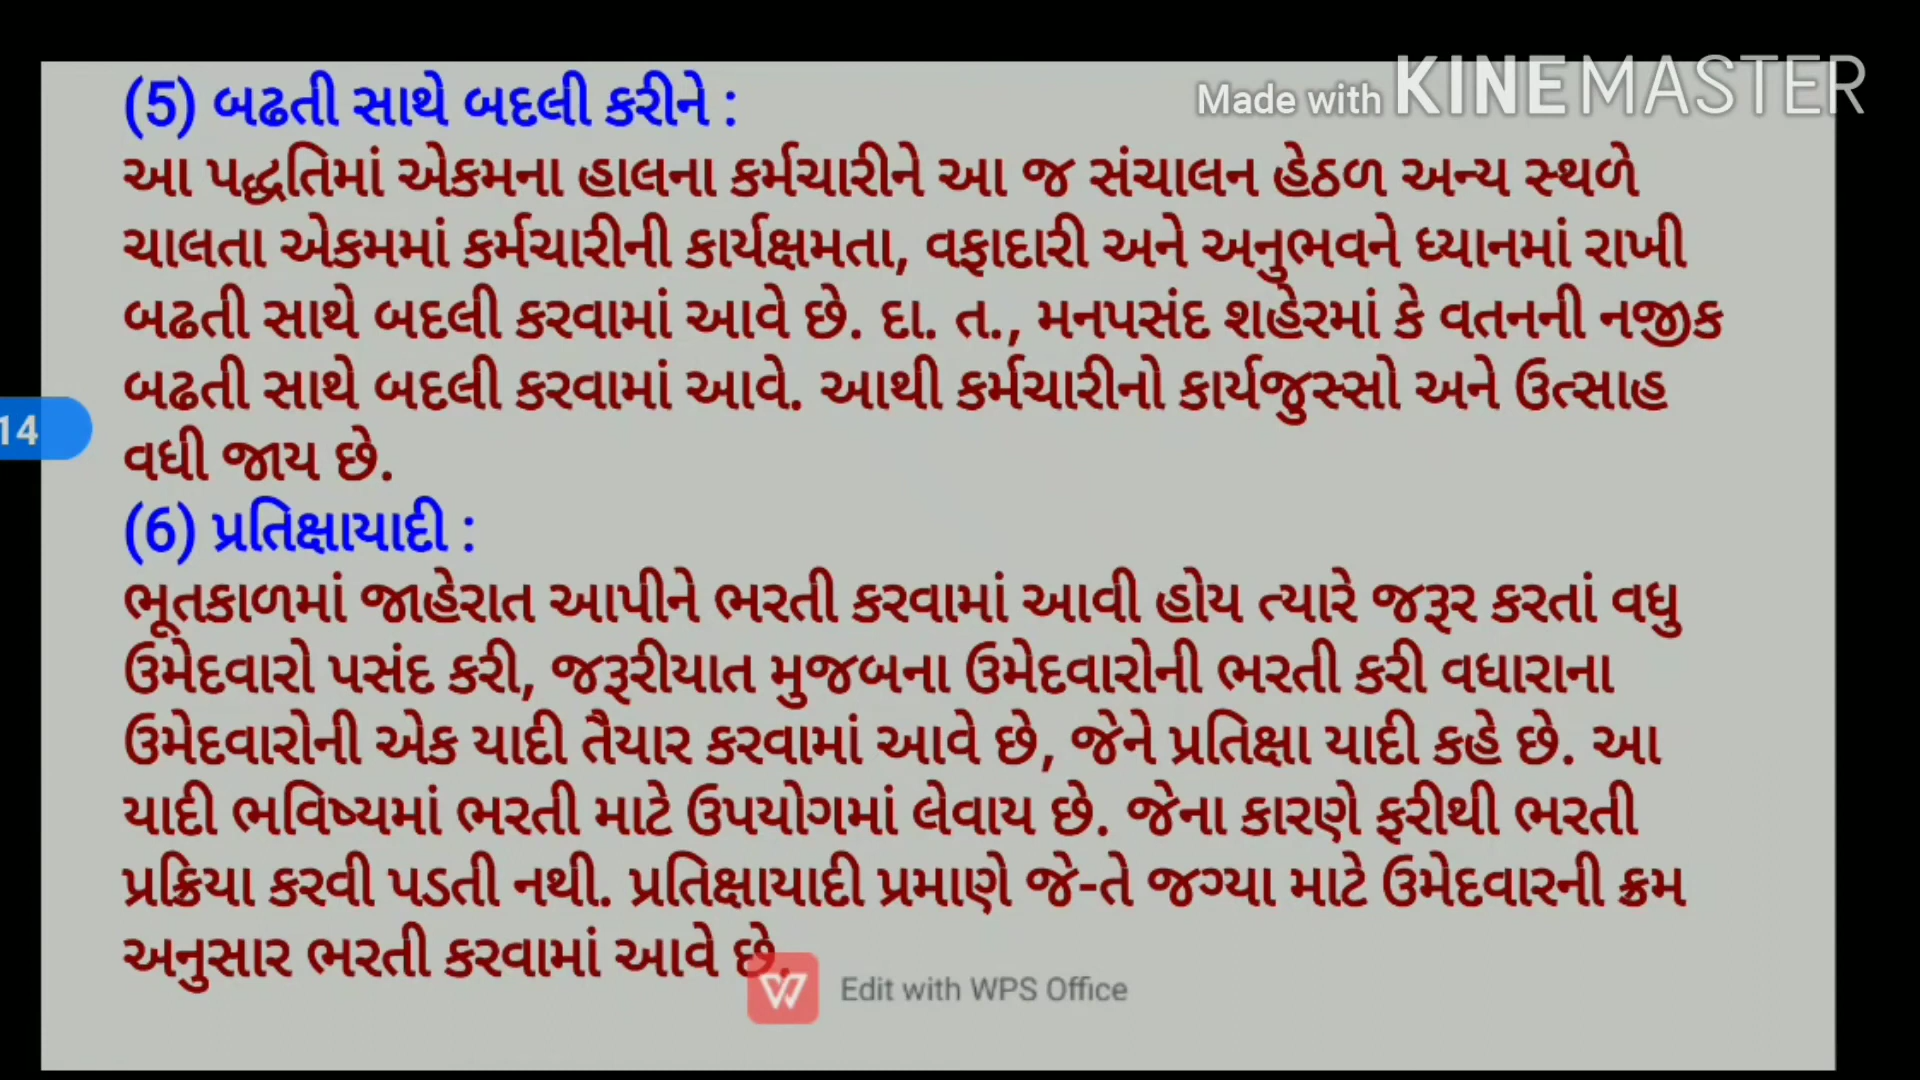 Made with KINEMASTER
(5) બઢતી સાથે બદલી કરીને :
આ પદ્ધતિમાં એકમના હાલના કર્મચારીને આ જ સંચાલન હેઠળ અન્ય સ્થળે
ચાલતા એકમમાં કર્મચારીની કાર્યક્ષમતા, વફાદારી અને અનુભવને ધ્યાનમાં રાખી
બઢતી સાથે બદલી કરવામાં આવે છે. દા. ત., મનપસંદ શહેરમાં કે વતનની નજીક
બઢતી સાથે બદલી કરવામાં આવે. આથી કર્મચારીનો કાર્યજુસ્સો અને ઉત્સાહ
14
વધી જાય છે.
(6) પ્રતિક્ષાયાદી :
ભૂતકાળમાં જાહેરાત આપીને ભરતી કરવામાં આવી હોય ત્યારે જરૂર કરતાં વધુ
ઉમેદવારો પસંદ કરી, જરૂરીયાત મુજબના ઉમેદવારોની ભરતી કરી વધારાના
ઉમેદવારોની એક યાદી તૈયાર કરવામાં આવે છે, જેને પ્રતિક્ષા યાદી કહે છે. આ
યાદી ભવિષ્યમાં ભરતી માટે ઉપયોગમાં લેવાય છે. જેના કારણે ફરીથી ભરતી
પ્રક્રિયા કરવી પડતી નથી. પ્રતિક્ષાયાદી પ્રમાણે જે-તે જગ્યા માટે ઉમેદવારની ક્રમ
અનુસાર ભરતી કરવામાં આવે છે.
Edit with WPS Office